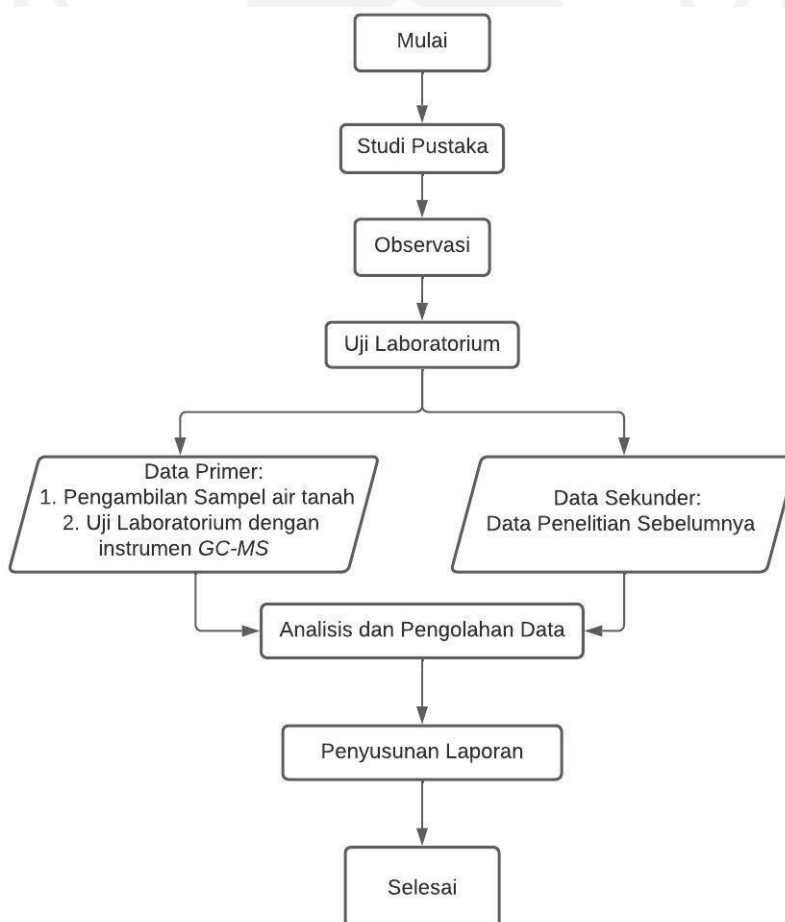 Mulai
Studi Pustaka
Observasi
Uji Laboratorium
Data Primer:
1. Pengambilan Sampel air tanah
2. Uji Laboratorium dengan
instrumen GC-MS
Data Sekunder:
Data Penelitian Sebelumnya
Analisis dan Pengolahan Data
Penyusunan Laporan
Selesai